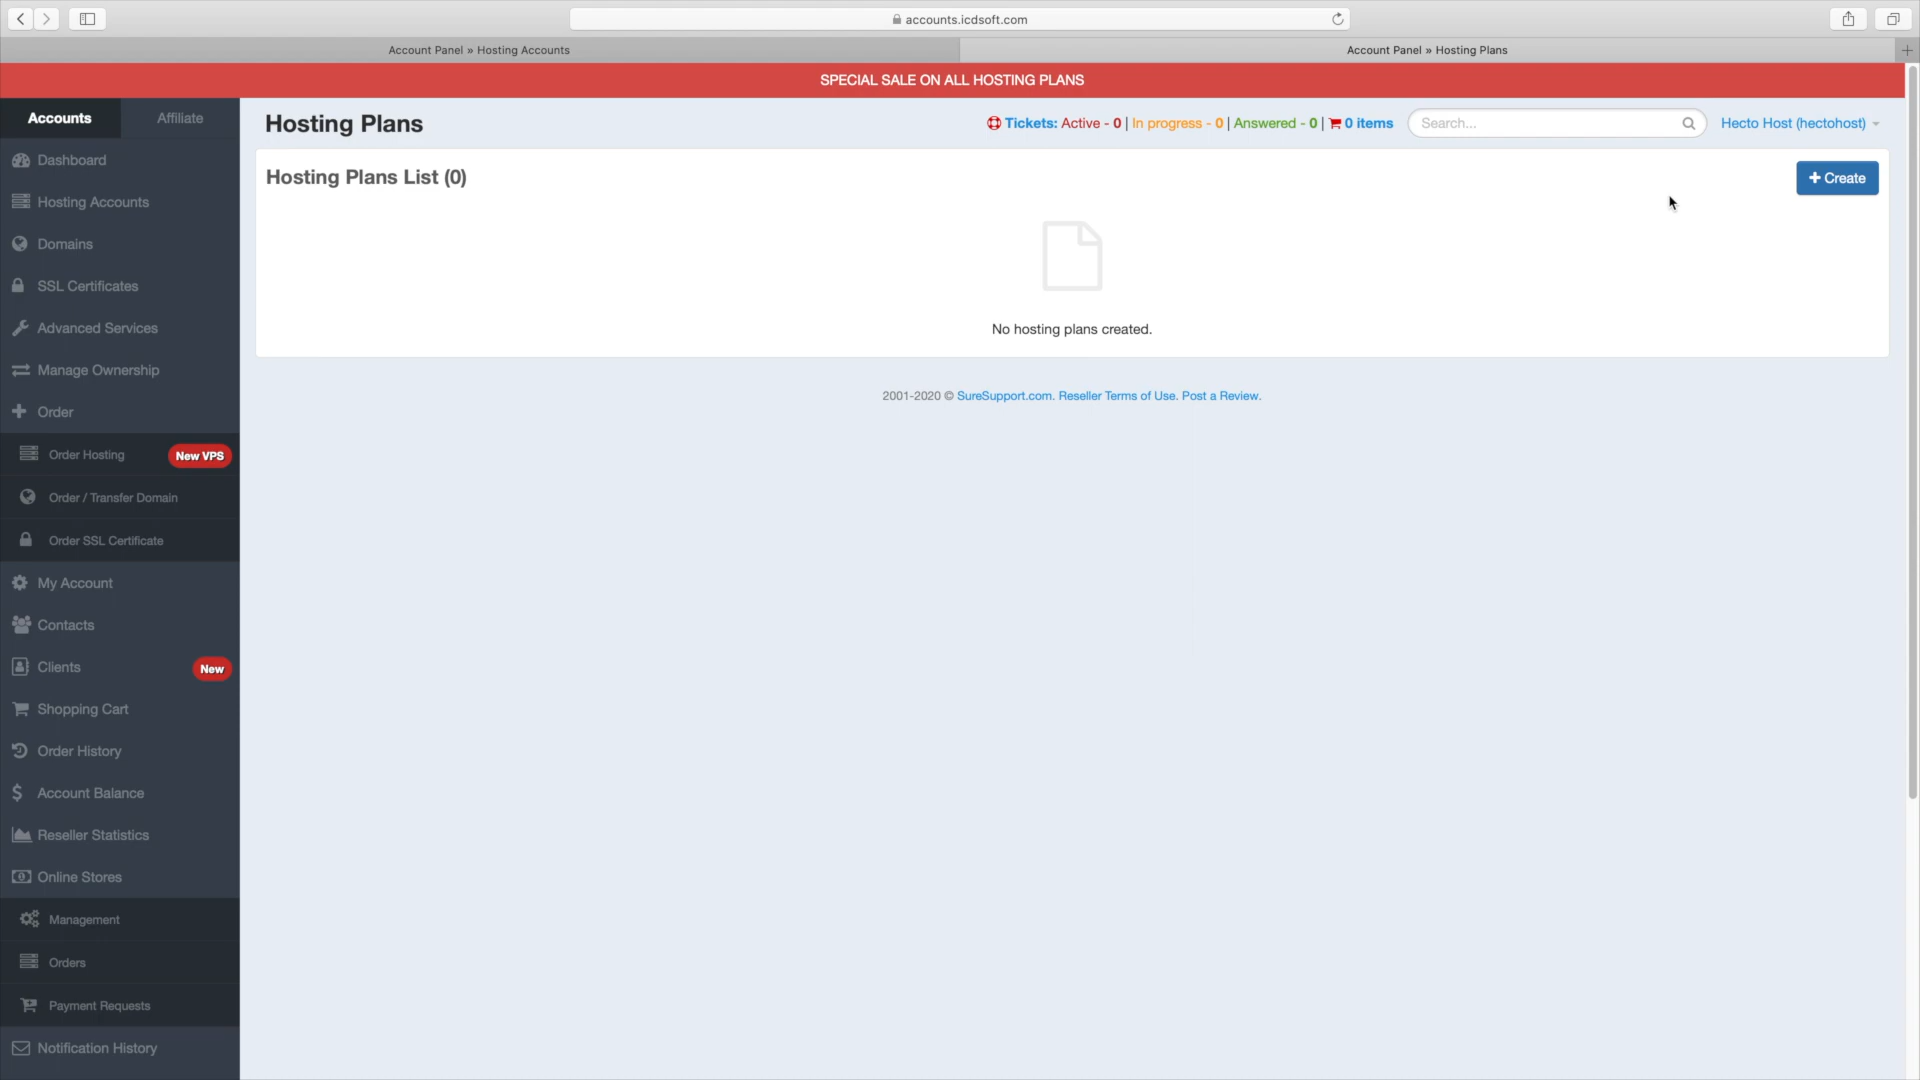 accounts.icdsoft.com
Account Panel » Hosting Accounts
Account Panel » Hosting Plans
SPECIAL SALE ON ALL HOSTING PLANS
Accounts
Affiliate
Dashboard
Hosting Accounts
Domains
SSL Certificates
Advanced Services
Manage Ownership
Order
Order Hosting New VPS
Order / Transfer Domain
Order SSL Certificate
My Account
Contacts
Clients New
Shopping Cart
Order History
Account Balance
Reseller Statistics
Online Stores
Management
Orders
Payment Requests
Notification History
Hosting Plans
Tickets: Active - 0 | In progress - 0 | Answered - 0 | 0 items
Search...
Hecto Host (hectohost)
Hosting Plans List (0)
Create
No hosting plans created.
2001-2020 © SureSupport.com. Reseller Terms of Use. Post a Review.